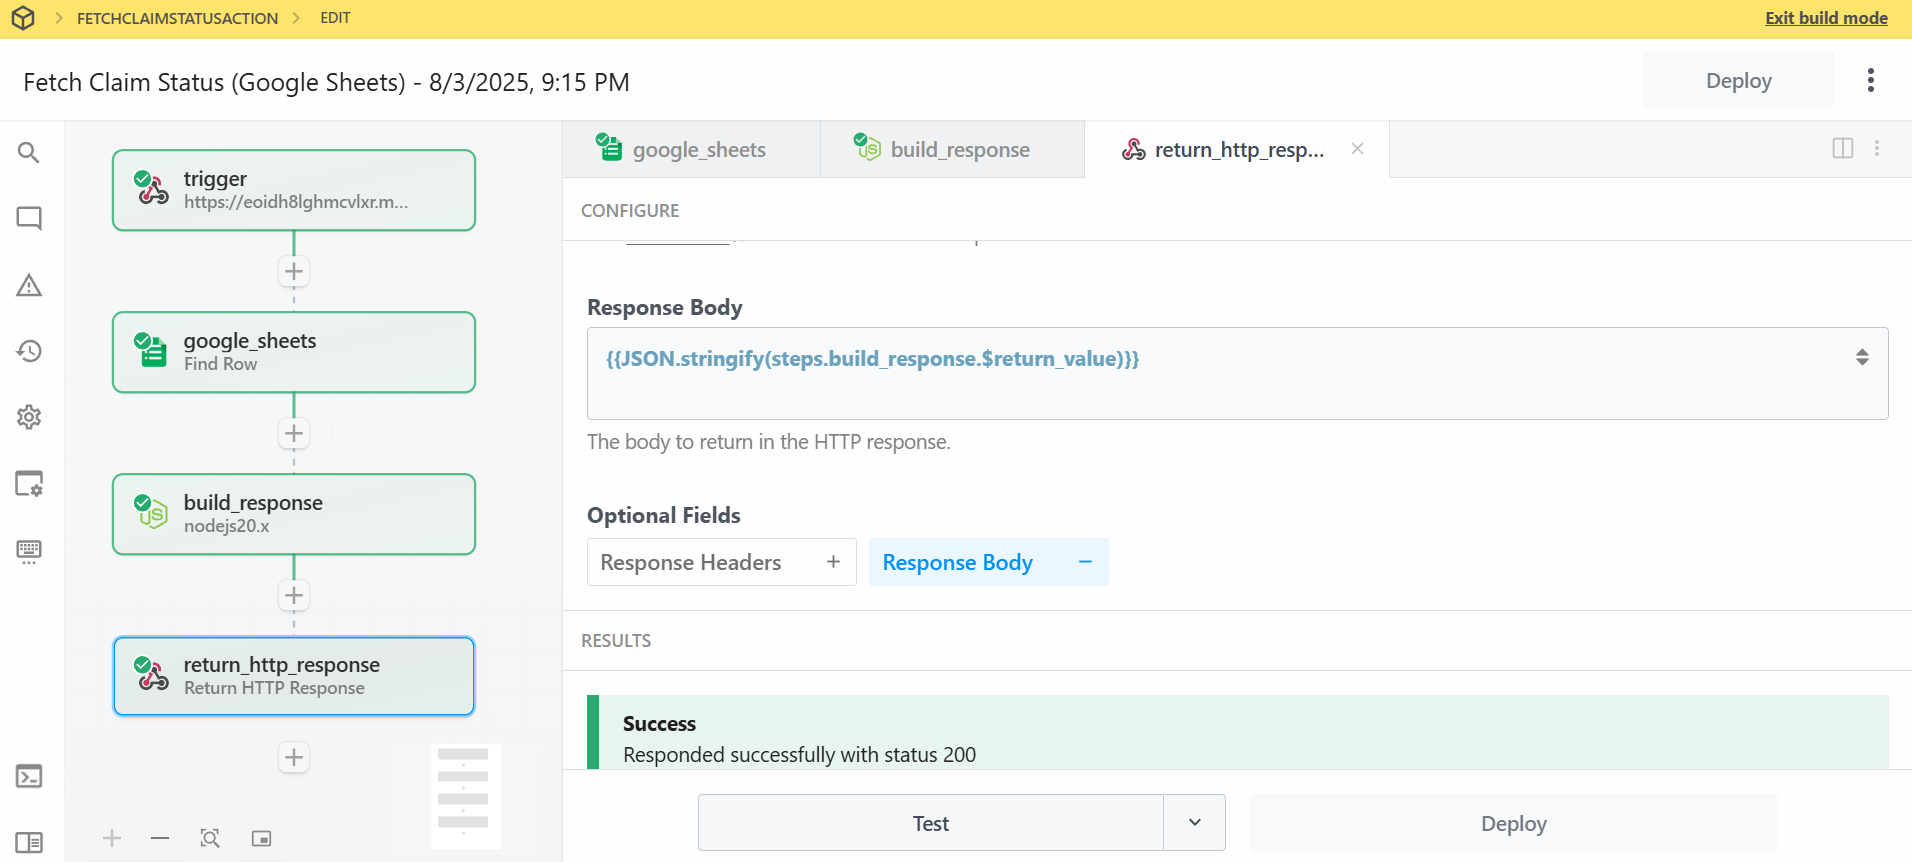 FETCHCLAIMSTATUSACTION EDIT Exit build mode
Fetch Claim Status (Google Sheets) - 8/3/2025, 9:15 PM Deploy
trigger
https://eoidh8lghmcvlxr.m...
google_sheets
Find Row
build_response
nodejs20.x
return_http_response
Return HTTP Response
google_sheets build_response return_http_resp...
CONFIGURE
Response Body
{{JSON.stringify(steps.build_response.$return_value)}}
The body to return in the HTTP response.
Optional Fields
Response Headers + Response Body −
RESULTS
Success
Responded successfully with status 200
Test Deploy